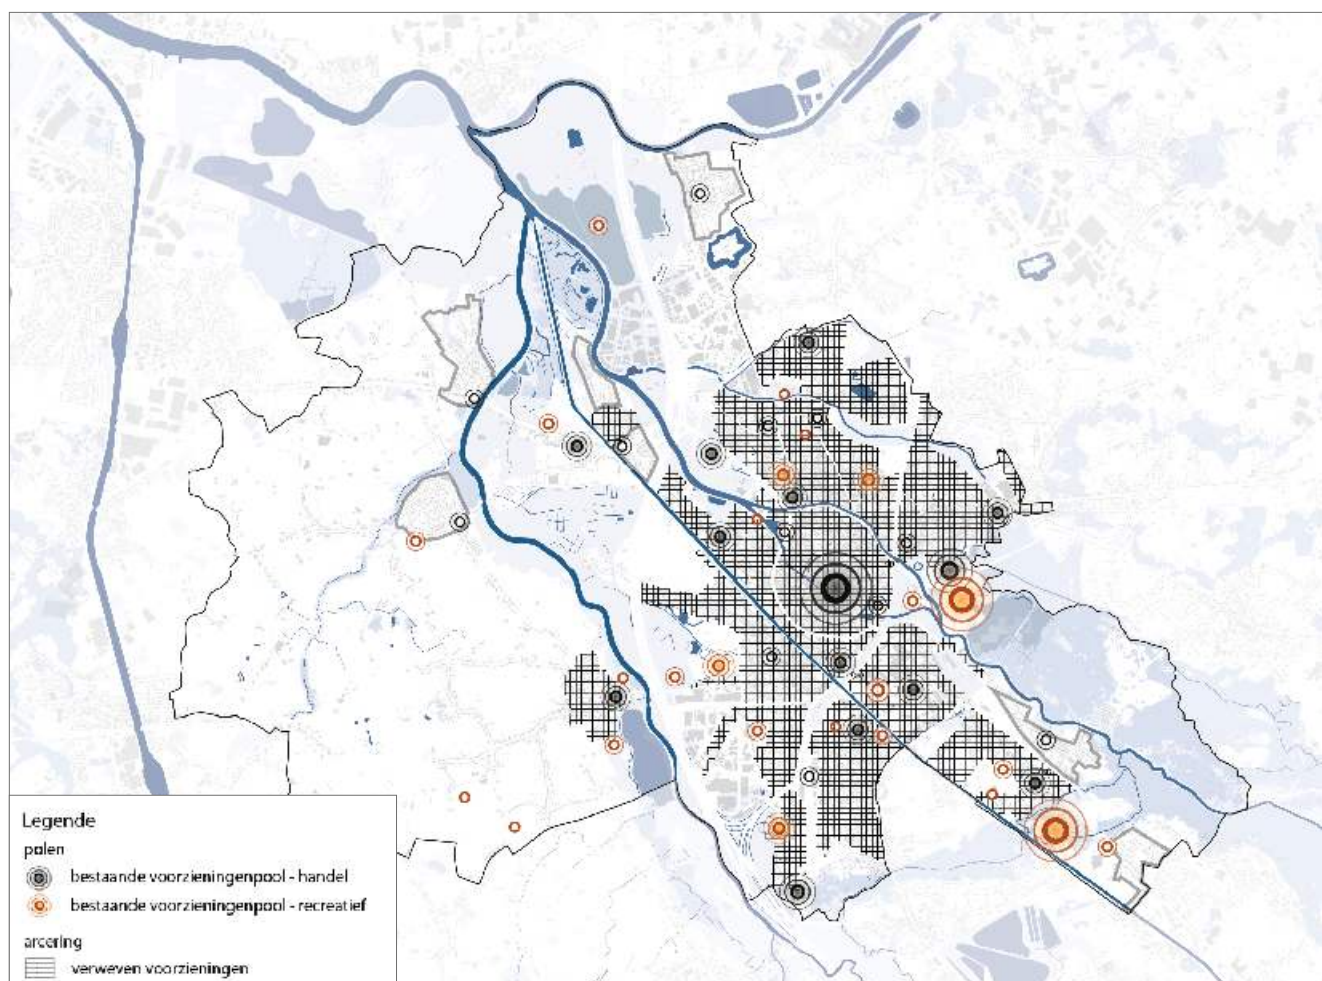 Legende
polen
bestaande voorzieningenpool - handel
bestaande voorzieningenpool - recreatief
arcering
verweven voorzieningen